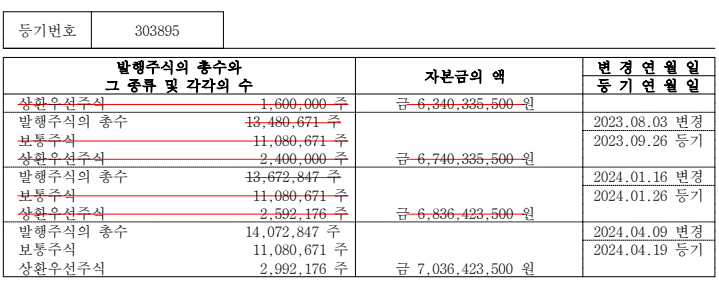 등기번호 303895
발행주식의 총수와 그 종류 및 각각의 수 자본금의 액 변 경 연 월 일
등 기 연 월 일
상환우선주식 1,600,000 주 금 6,340,335,500 원
발행주식의 총수 13,480,671 주 2023.08.03 변경
보통주식 11,080,671 주 2023.09.26 등기
상환우선주식 2,400,000 주 금 6,740,335,500 원
발행주식의 총수 13,672,847 주 2024.01.16 변경
보통주식 11,080,671 주 2024.01.26 등기
상환우선주식 2,592,176 주 금 6,836,423,500 원
발행주식의 총수 14,072,847 주 2024.04.09 변경
보통주식 11,080,671 주 2024.04.19 등기
상환우선주식 2,992,176 주 금 7,036,423,500 원